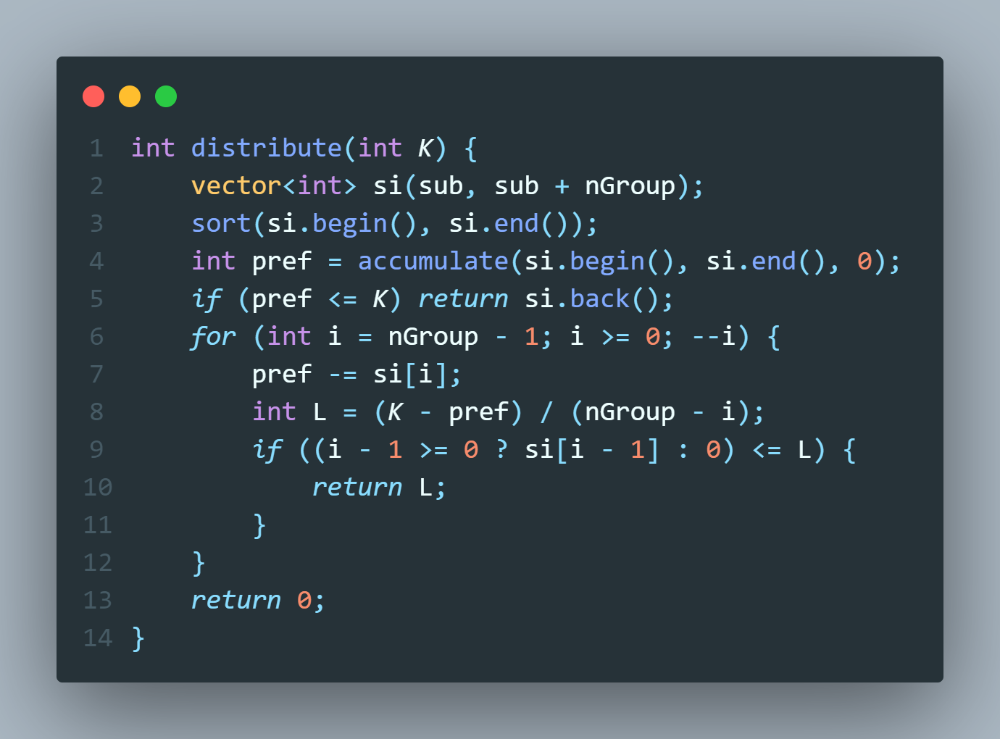 1 int distribute(int K) {
2     vector<int> si(sub, sub + nGroup);
3     sort(si.begin(), si.end());
4     int pref = accumulate(si.begin(), si.end(), 0);
5     if (pref <= K) return si.back();
6     for (int i = nGroup - 1; i >= 0; --i) {
7         pref -= si[i];
8         int L = (K - pref) / (nGroup - i);
9         if ((i - 1 >= 0 ? si[i - 1] : 0) <= L) {
10             return L;
11         }
12     }
13     return 0;
14 }